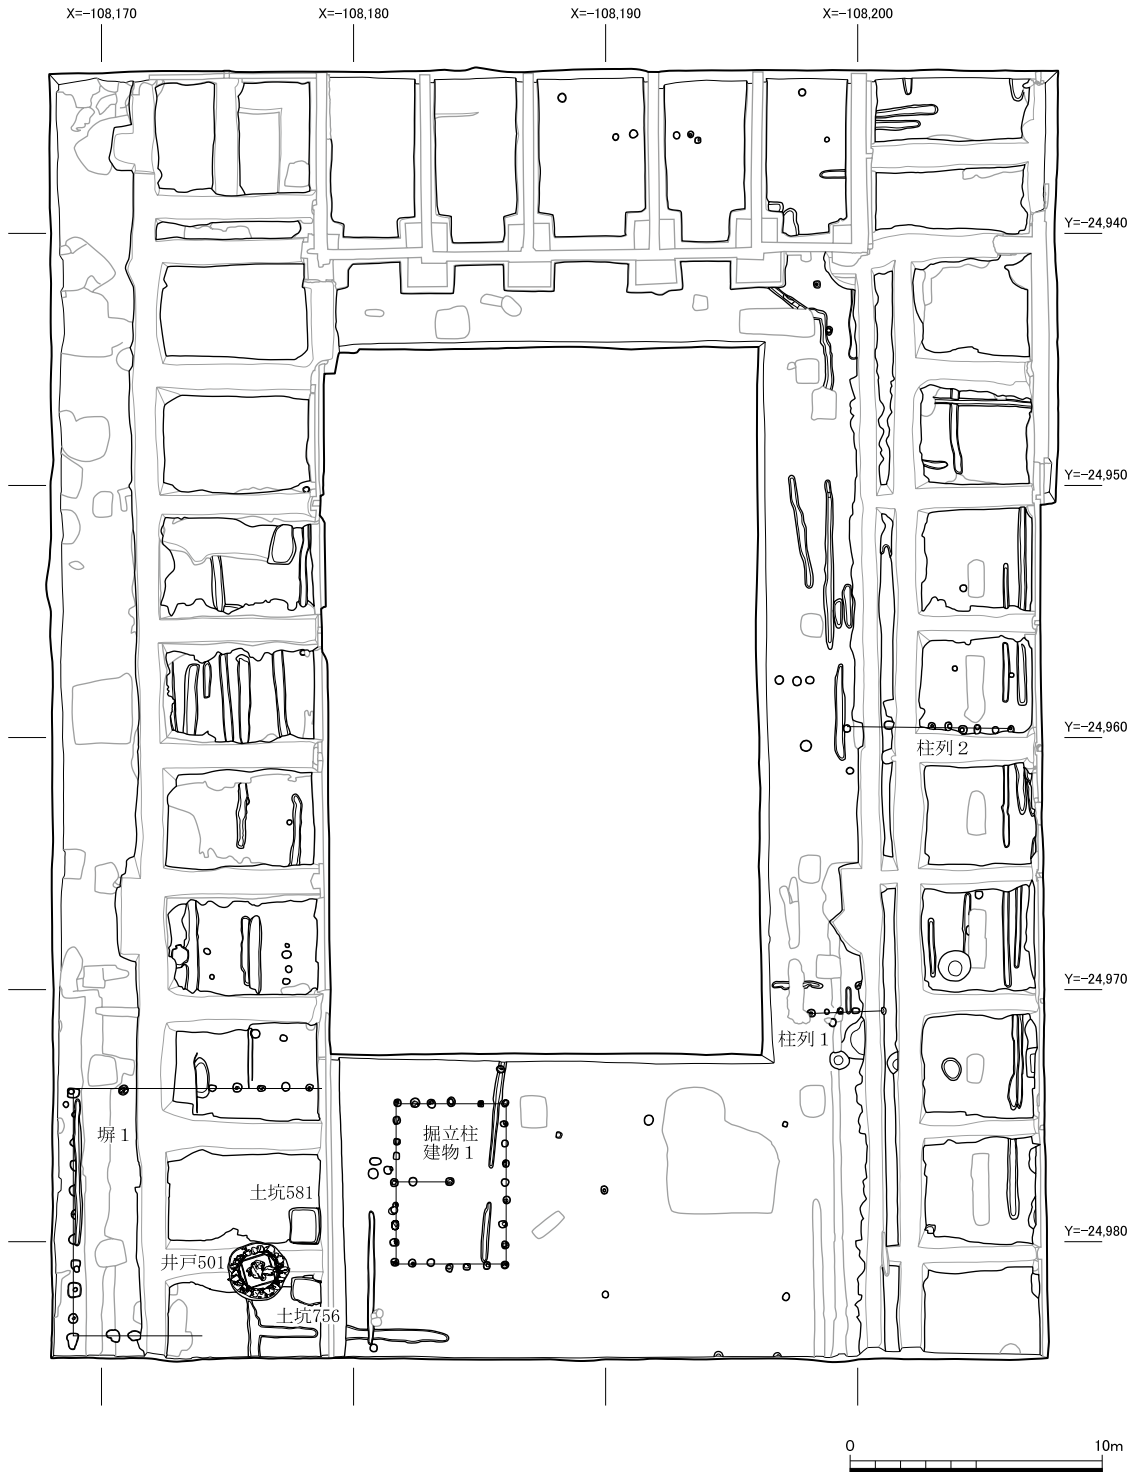 X=-108,170
X=-108,180
X=-108,190
X=-108,200
Y=-24,940
Y=-24,950
Y=-24,960
柱列２
Y=-24,970
柱列１
塀１
掘立柱
建物１
土坑581
Y=-24,980
井戸501
土坑756
0
10m